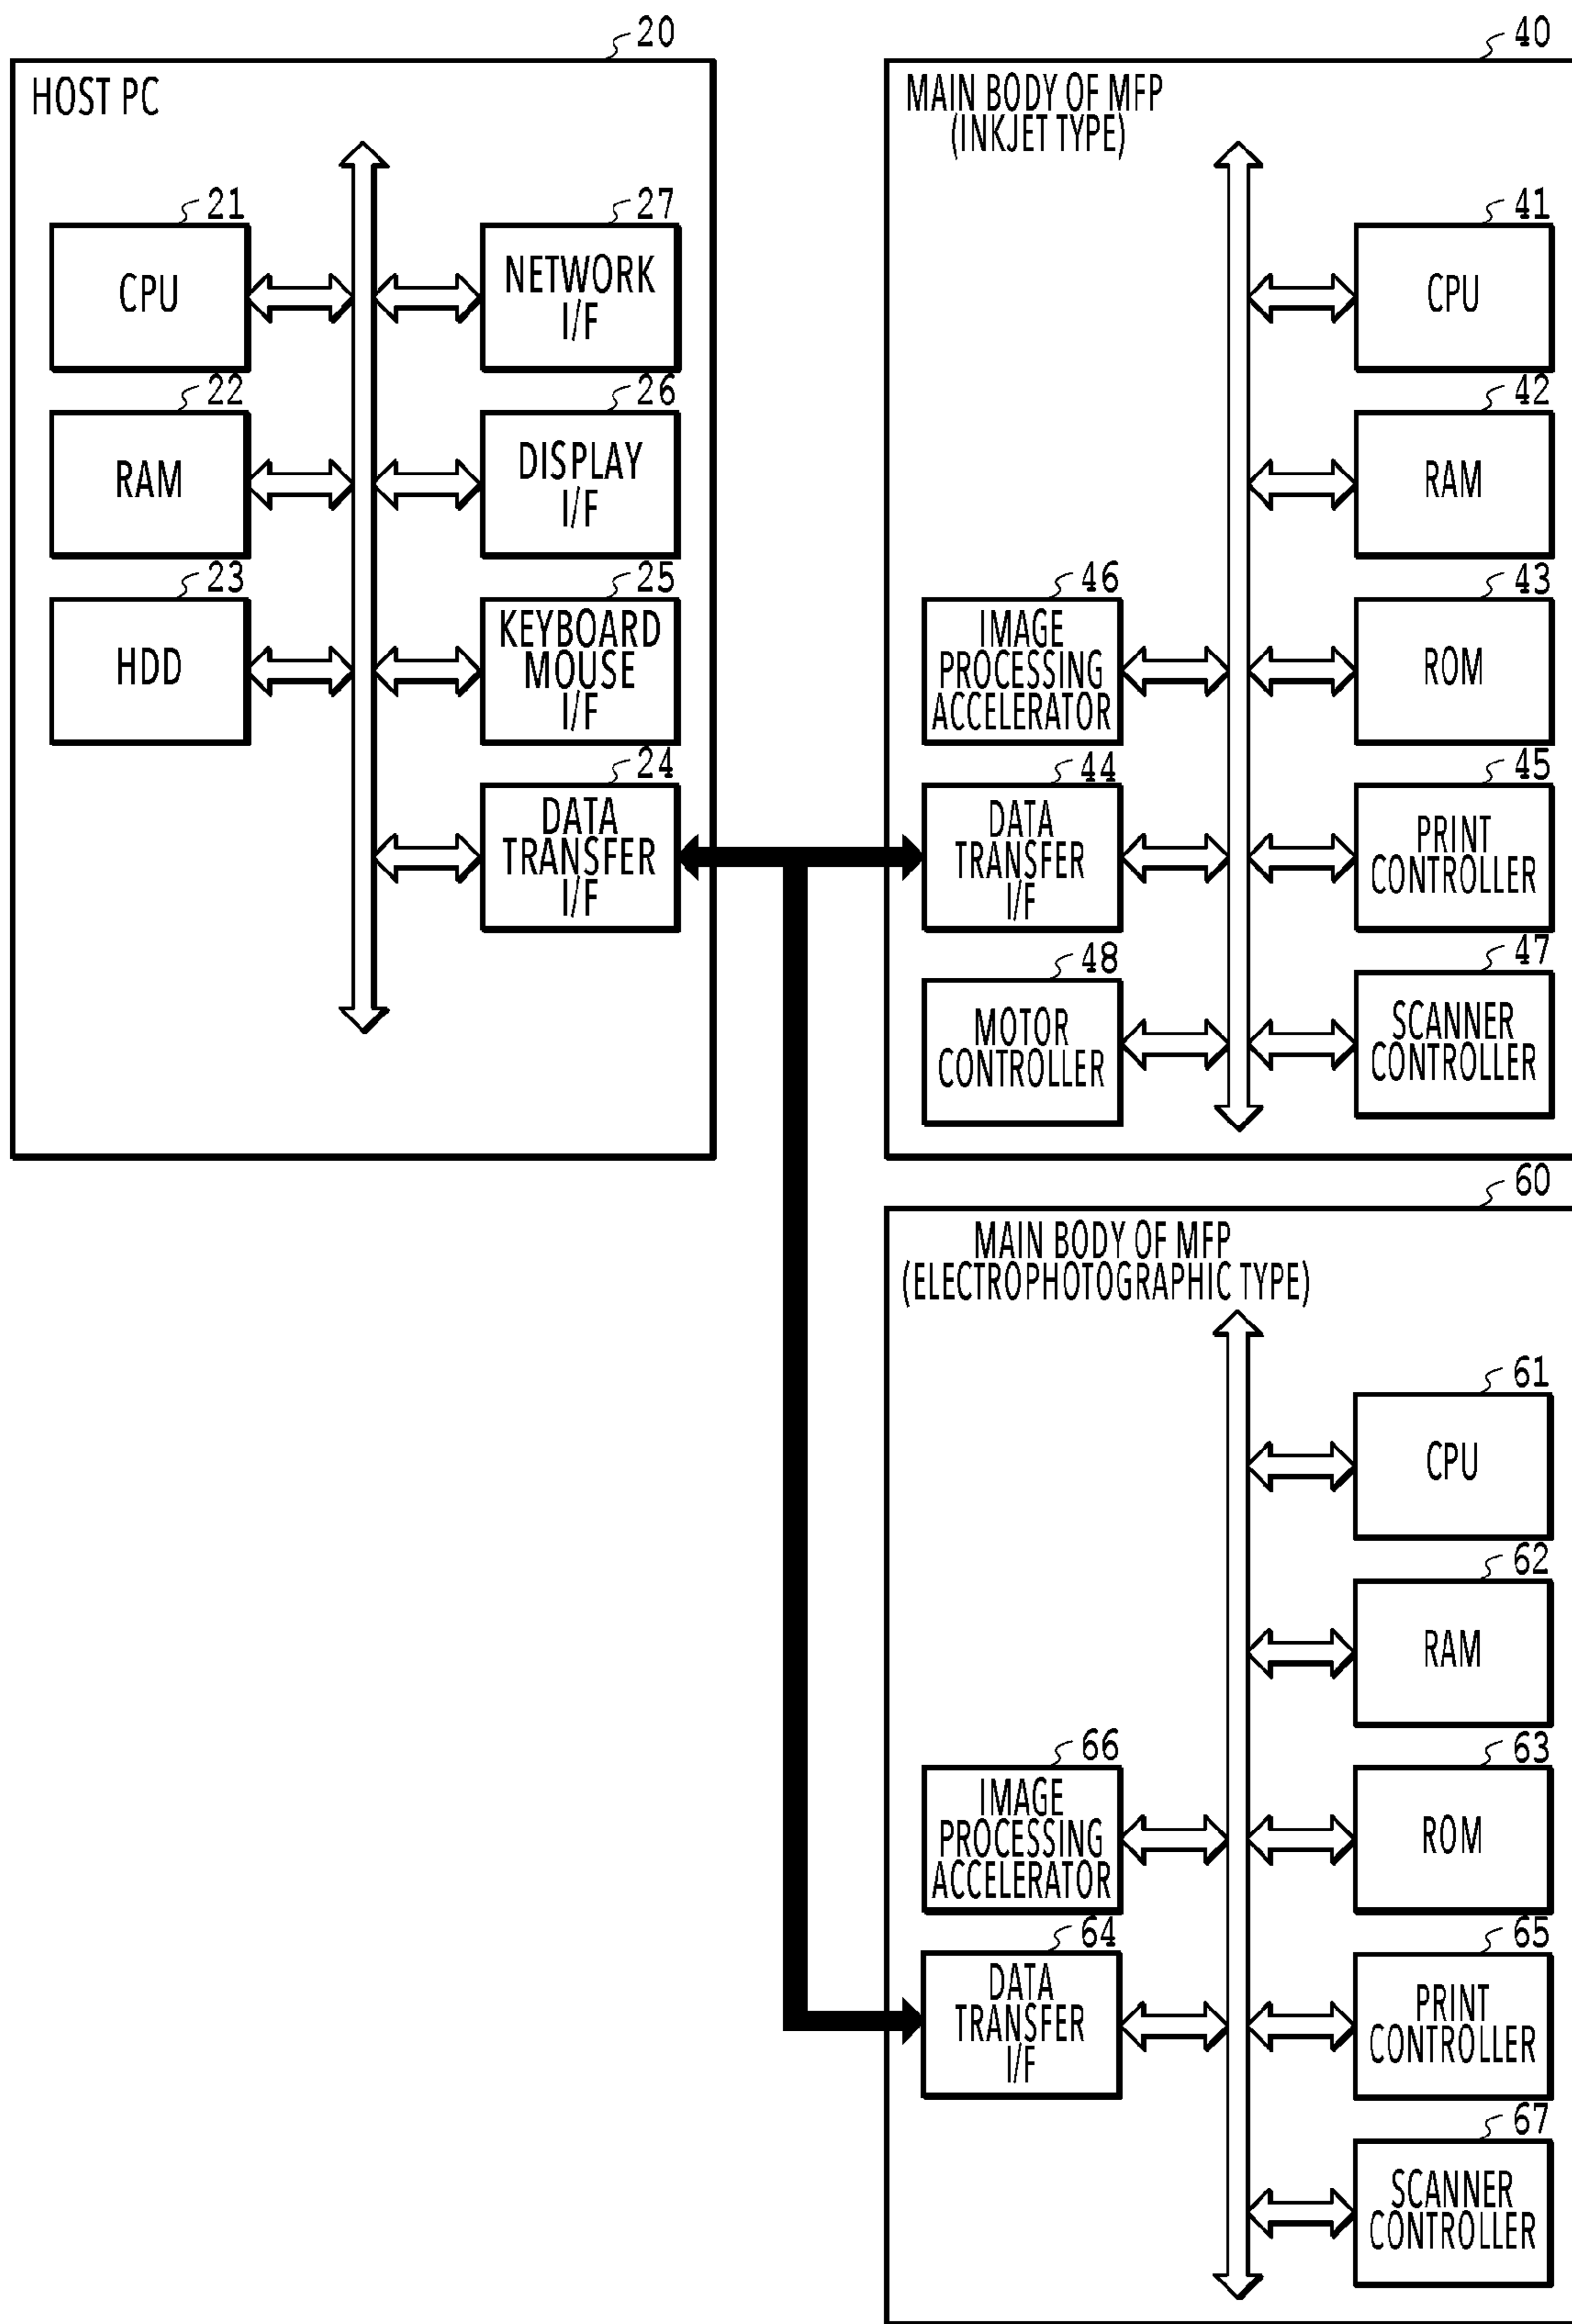 20
HOST PC
21
CPU
27
NETWORK
I/F
22
RAM
26
DISPLAY
I/F
23
HDD
25
KEYBOARD
MOUSE
I/F
24
DATA
TRANSFER
I/F
40
MAIN BODY OF MFP
(INKJET TYPE)
41
CPU
42
RAM
46
IMAGE
PROCESSING
ACCELERATOR
43
ROM
44
DATA
TRANSFER
I/F
45
PRINT
CONTROLLER
48
MOTOR
CONTROLLER
47
SCANNER
CONTROLLER
60
MAIN BODY OF MFP
(ELECTROPHOTOGRAPHIC TYPE)
61
CPU
62
RAM
66
IMAGE
PROCESSING
ACCELERATOR
63
ROM
64
DATA
TRANSFER
I/F
65
PRINT
CONTROLLER
67
SCANNER
CONTROLLER